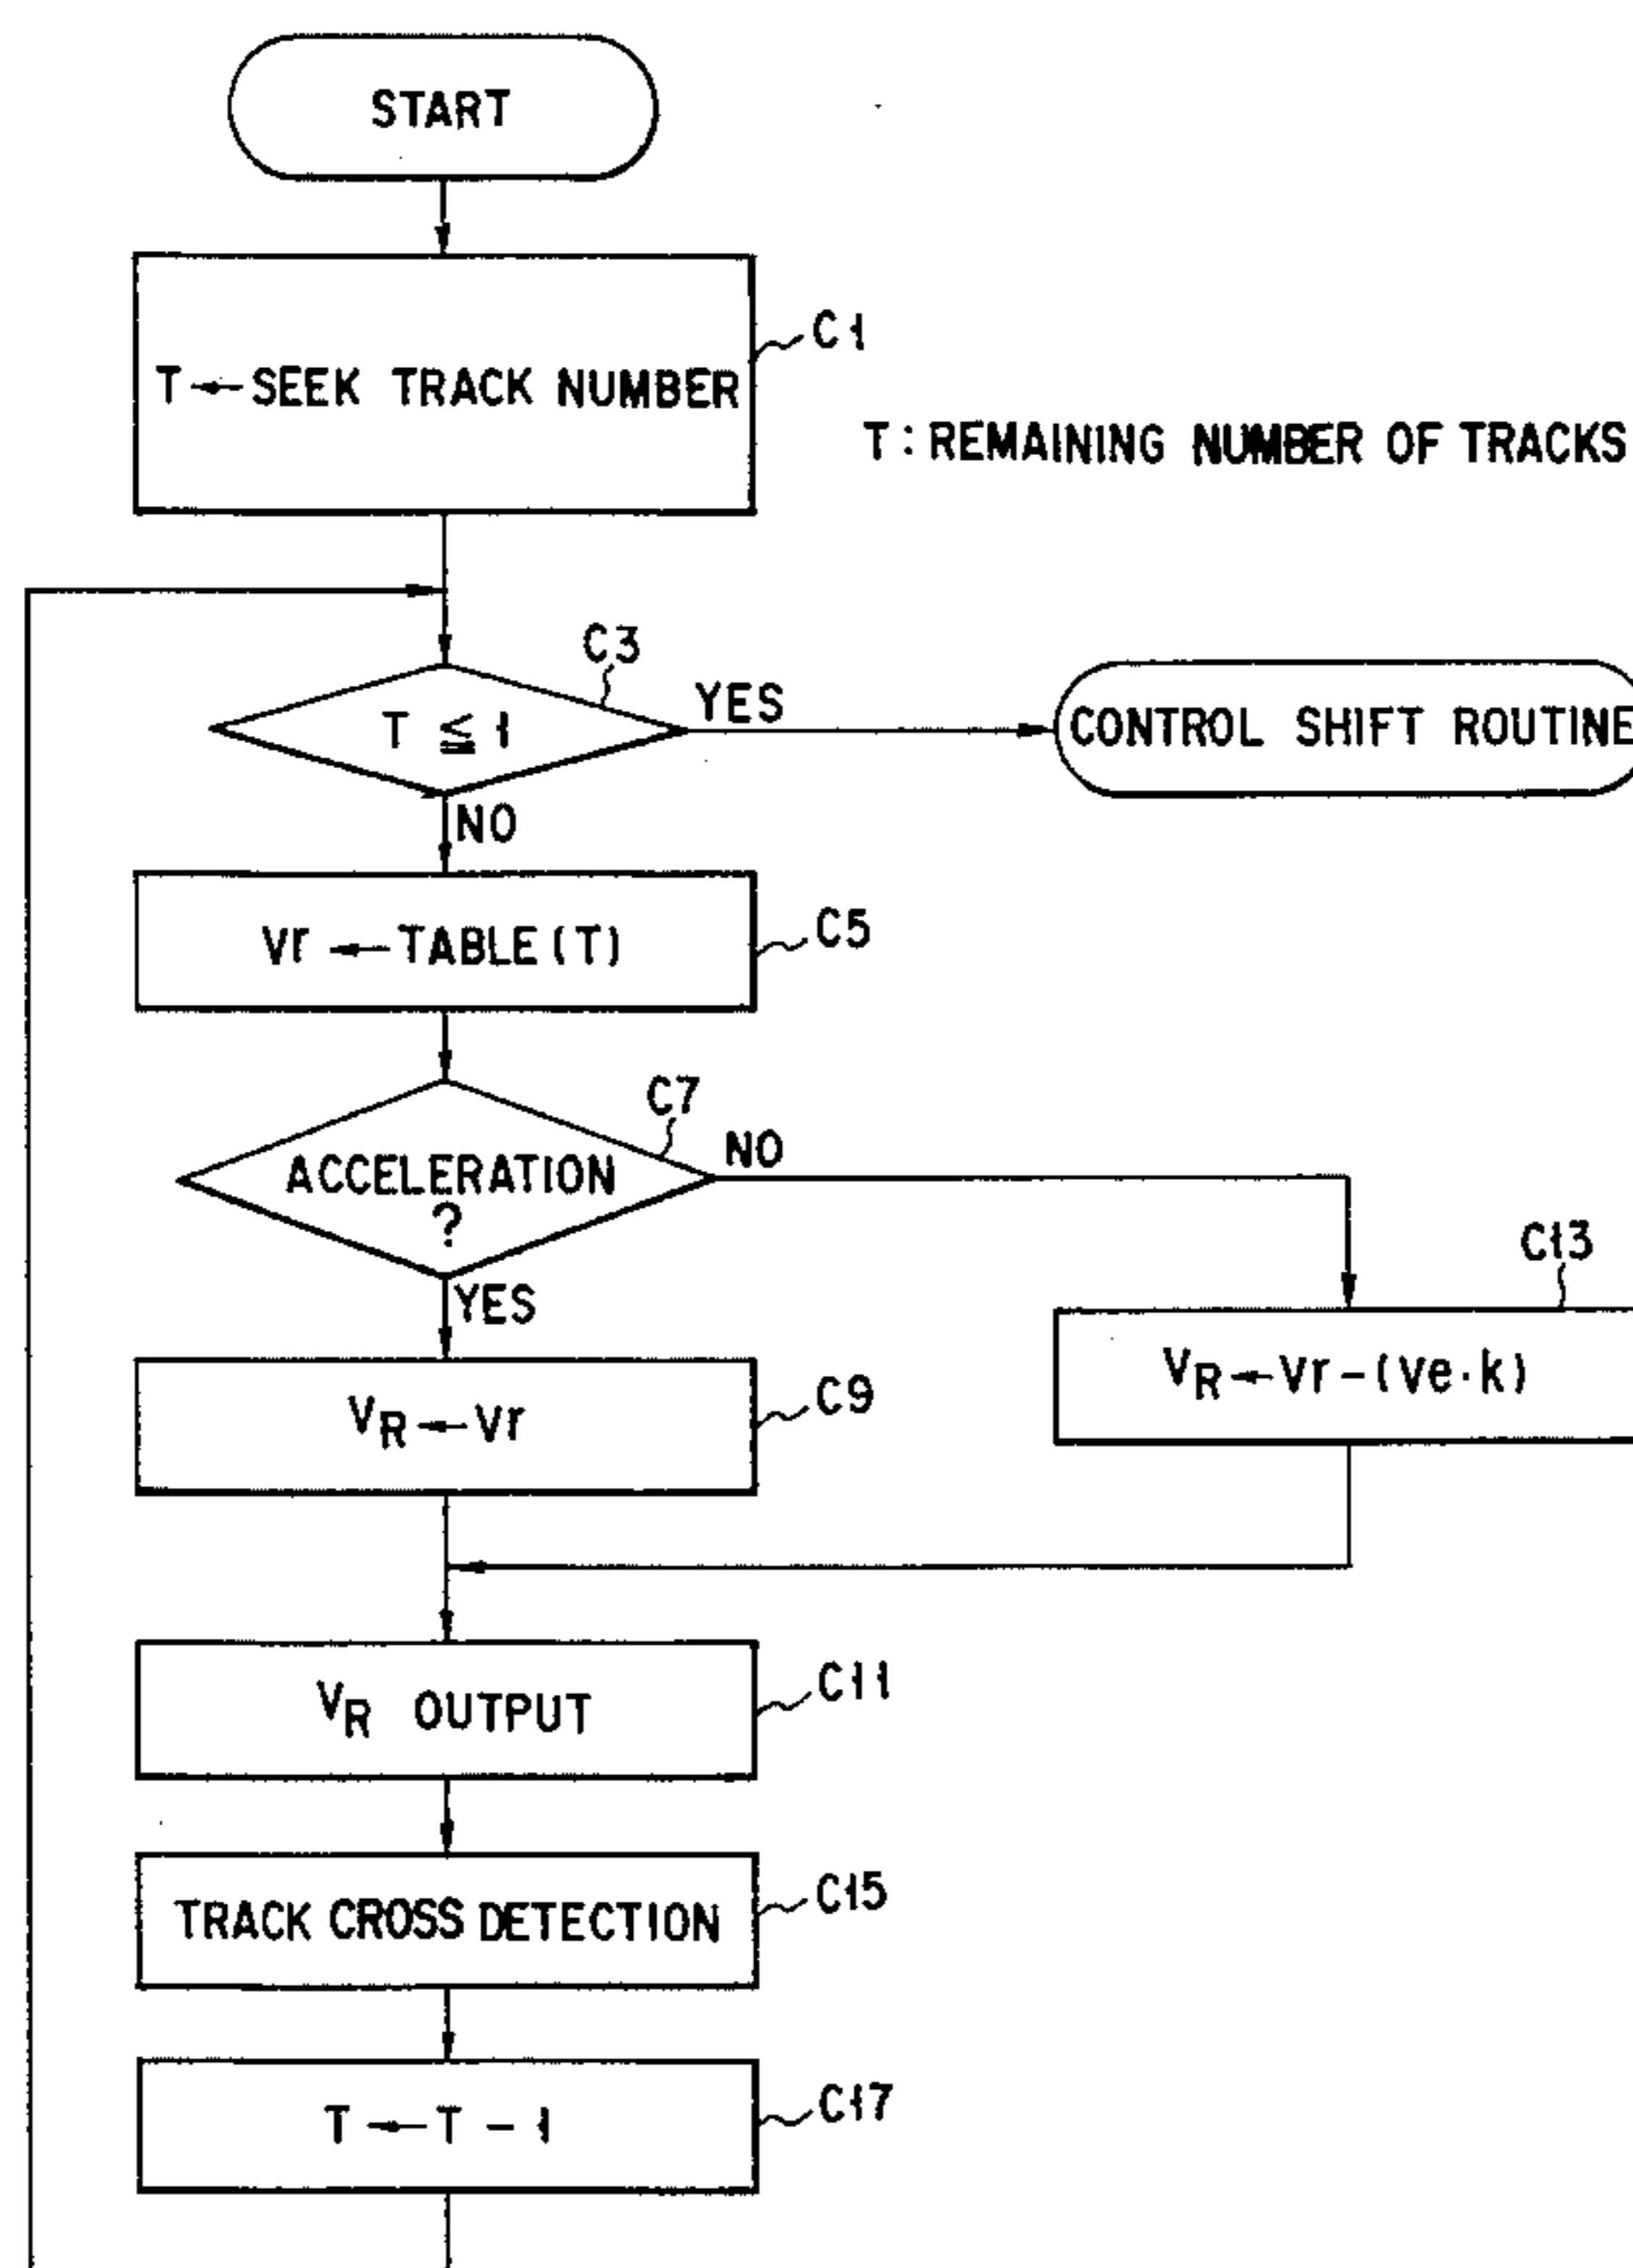 START
T ← SEEK TRACK NUMBER
C1
T : REMAINING NUMBER OF TRACKS
C3
T ≦ 1
YES
CONTROL SHIFT ROUTINE
NO
Vr ← TABLE (T)
C5
C7
ACCELERATION
?
NO
YES
C13
VR ← Vr
C9
VR ← Vr – (Ve · k)
VR OUTPUT
C11
TRACK CROSS DETECTION
C15
T ← T – 1
C17